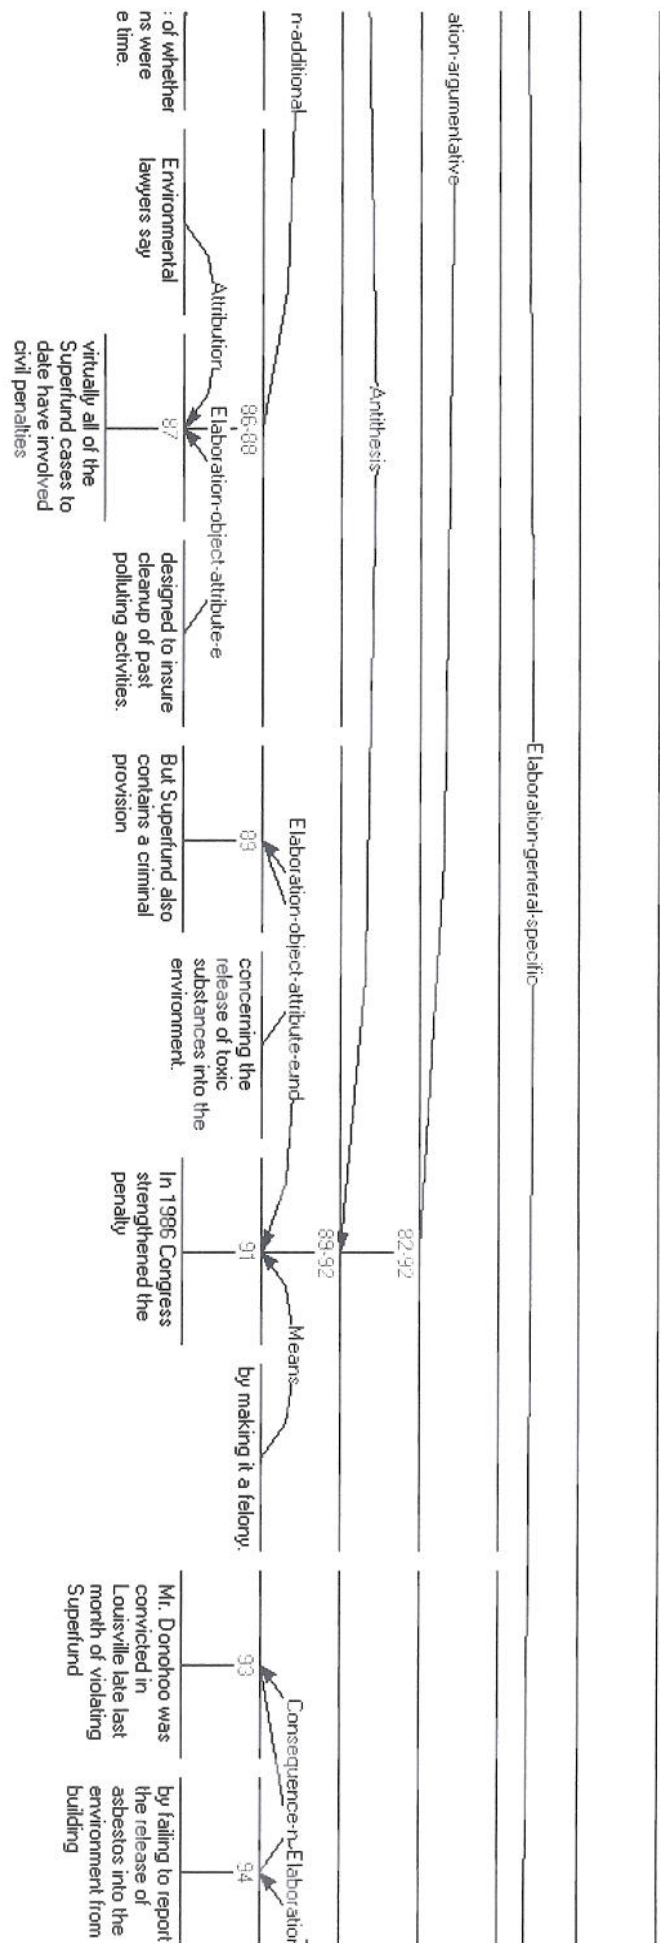 Elaboration-general-specific
ation-argumentative
82-92
Antithesis
89-92
n-additional
86-88
Elaboration-object-attribute-e
und
Means
Consequence-n
Elaboration
Attribution
Elaboration-object-attribute-e
87
89
91
93
94
: of whether
ns were
e time.
Environmental
lawyers say
virtually all of the
Superfund cases to
date have involved
civil penalties
designed to insure
cleanup of past
polluting activities.
But Superfund also
contains a criminal
provision
concerning the
release of toxic
substances into the
environment.
In 1986 Congress
strengthened the
penalty
by making it a felony.
Mr. Donohoo was
convicted in
Louisville late last
month of violating
Superfund
by failing to report
the release of
asbestos into the
environment from
building